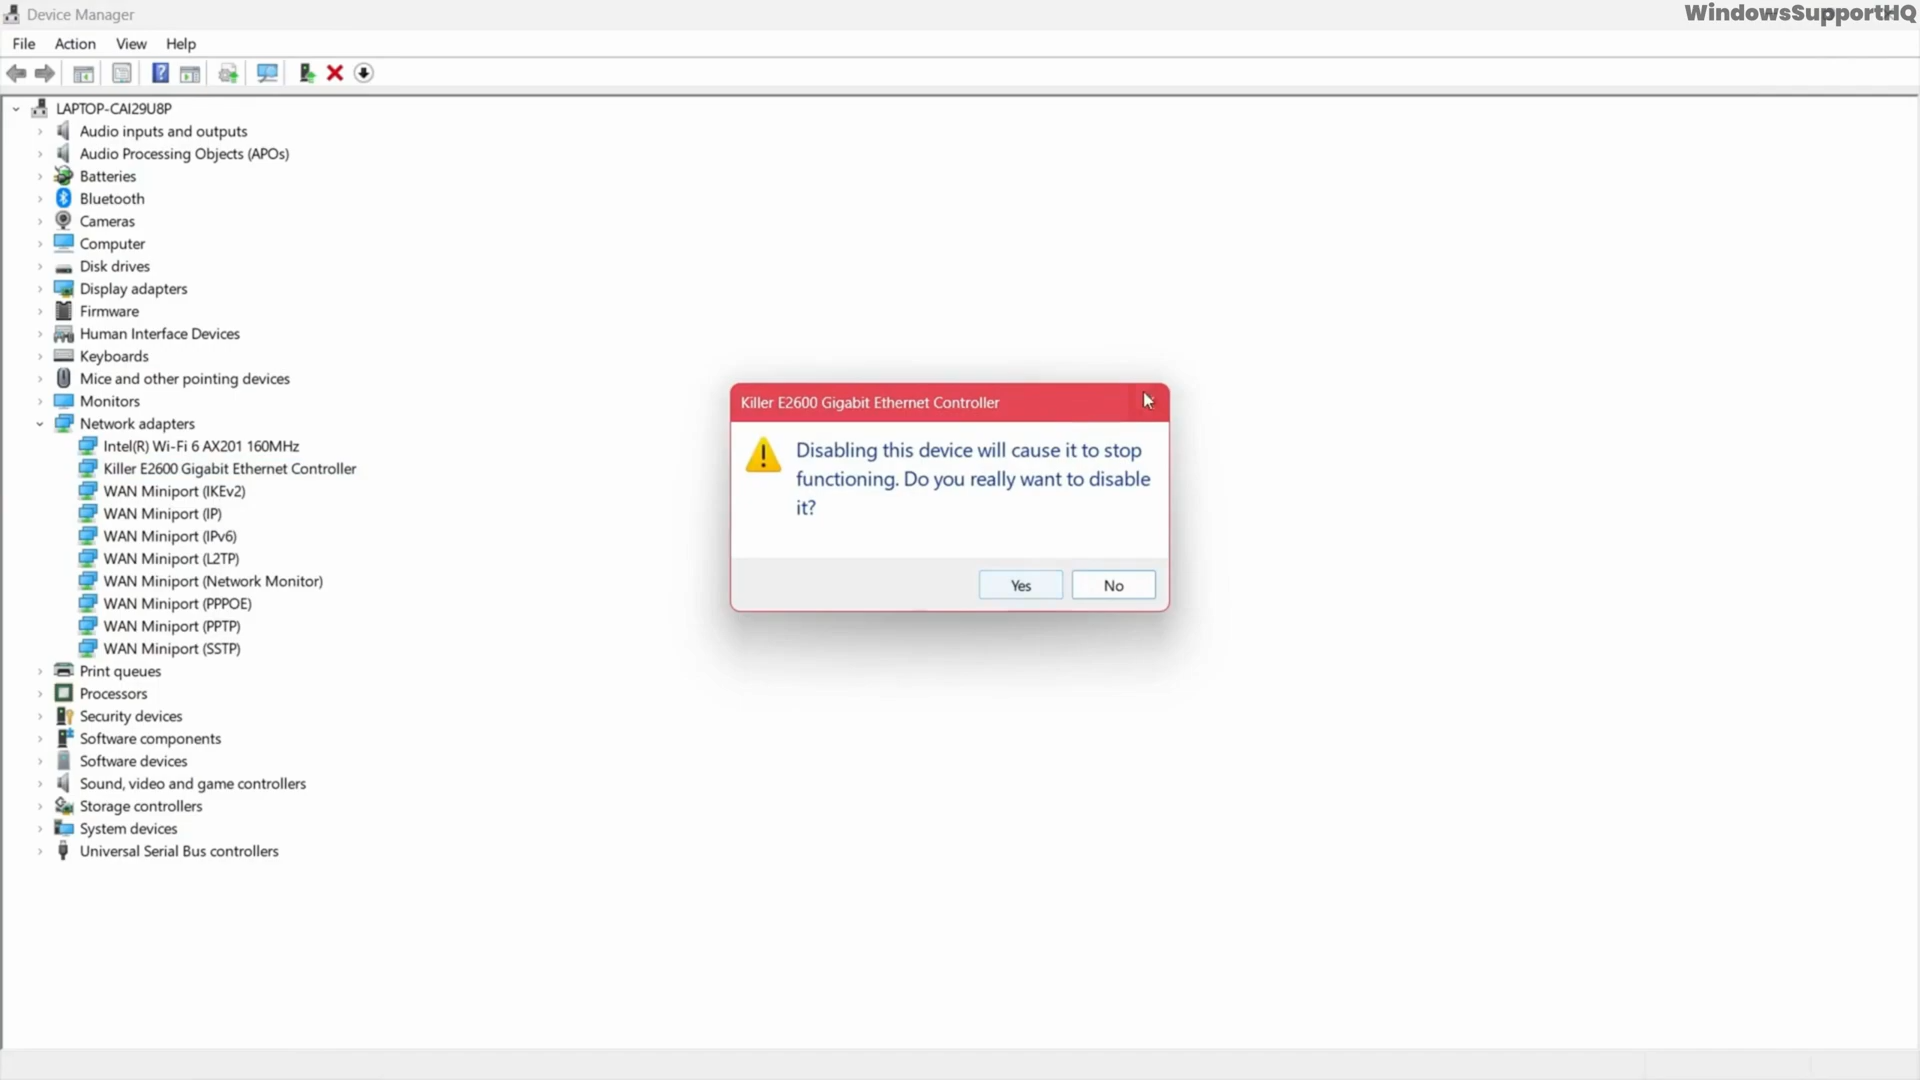 Device Manager
WindowsSupportHQ
File Action View Help
LAPTOP-CAI29U8P
Audio inputs and outputs
Audio Processing Objects (APOs)
Batteries
Bluetooth
Cameras
Computer
Disk drives
Display adapters
Firmware
Human Interface Devices
Keyboards
Mice and other pointing devices
Monitors
Network adapters
Intel(R) Wi-Fi 6 AX201 160MHz
Killer E2600 Gigabit Ethernet Controller
WAN Miniport (IKEv2)
WAN Miniport (IP)
WAN Miniport (IPv6)
WAN Miniport (L2TP)
WAN Miniport (Network Monitor)
WAN Miniport (PPPOE)
WAN Miniport (PPTP)
WAN Miniport (SSTP)
Print queues
Processors
Security devices
Software components
Software devices
Sound, video and game controllers
Storage controllers
System devices
Universal Serial Bus controllers
Killer E2600 Gigabit Ethernet Controller
Disabling this device will cause it to stop
functioning. Do you really want to disable
it?
Yes No